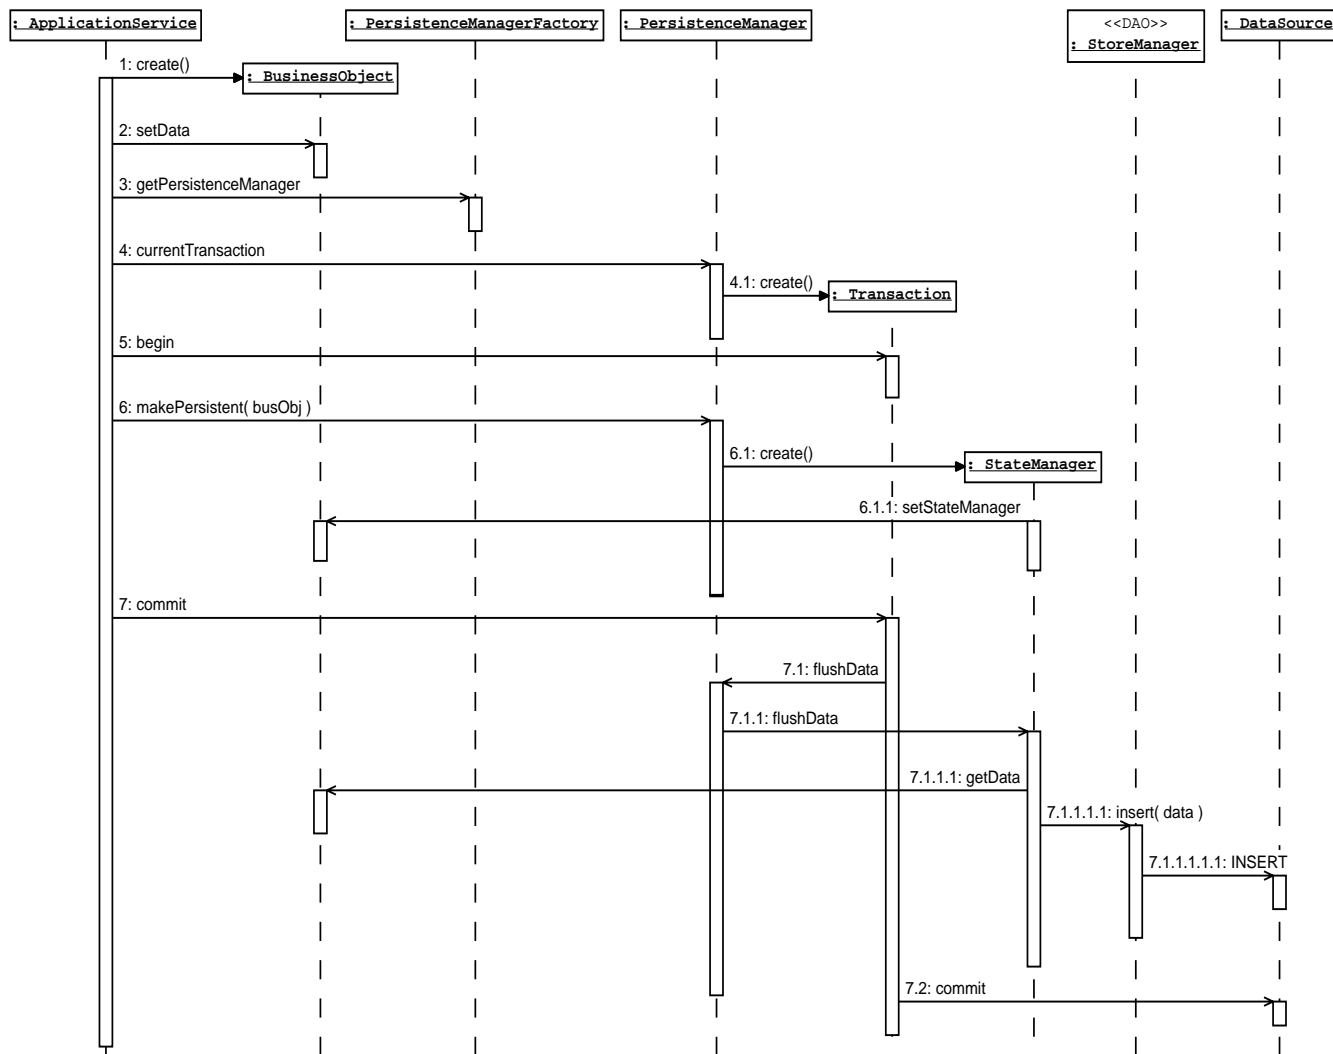 : ApplicationService
: PersistenceManagerFactory
: PersistenceManager
<<DAO>>
: StoreManager
: DataSource
1: create()
: BusinessObject
2: setData
3: getPersistenceManager
4: currentTransaction
4.1: create()
: Transaction
5: begin
6: makePersistent( busObj )
6.1: create()
: StateManager
6.1.1: setStateManager
7: commit
7.1: flushData
7.1.1: flushData
7.1.1.1: getData
7.1.1.1.1: insert( data )
7.1.1.1.1.1: INSERT
7.2: commit